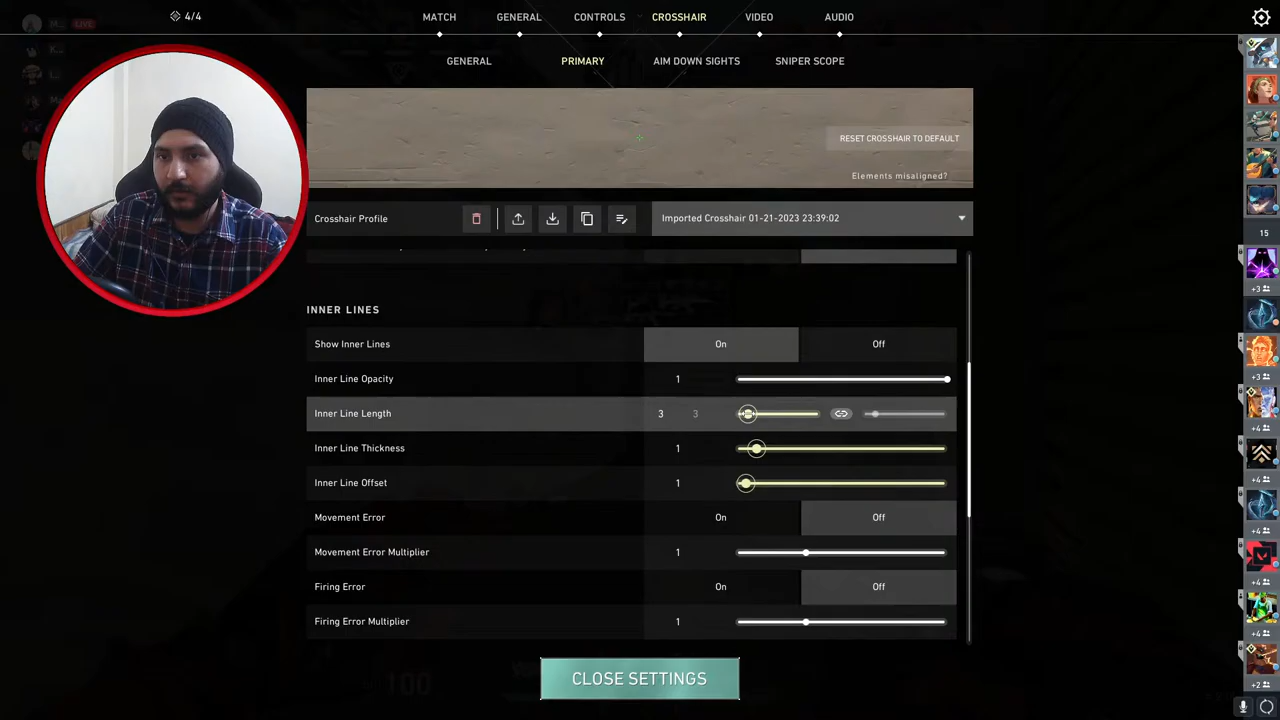 4/4
MATCH GENERAL CONTROLS CROSSHAIR VIDEO AUDIO
GENERAL PRIMARY AIM DOWN SIGHTS SNIPER SCOPE
RESET CROSSHAIR TO DEFAULT
Elements misaligned?
Crosshair Profile
Imported Crosshair 01-21-2023 23:39:02
INNER LINES
Show Inner Lines On Off
Inner Line Opacity 1
Inner Line Length 3 3
Inner Line Thickness 1
Inner Line Offset 1
Movement Error On Off
Movement Error Multiplier 1
Firing Error On Off
Firing Error Multiplier 1
CLOSE SETTINGS
100
LIVE
15
+3
+3
+4
+4
+4
+4
+4
+2